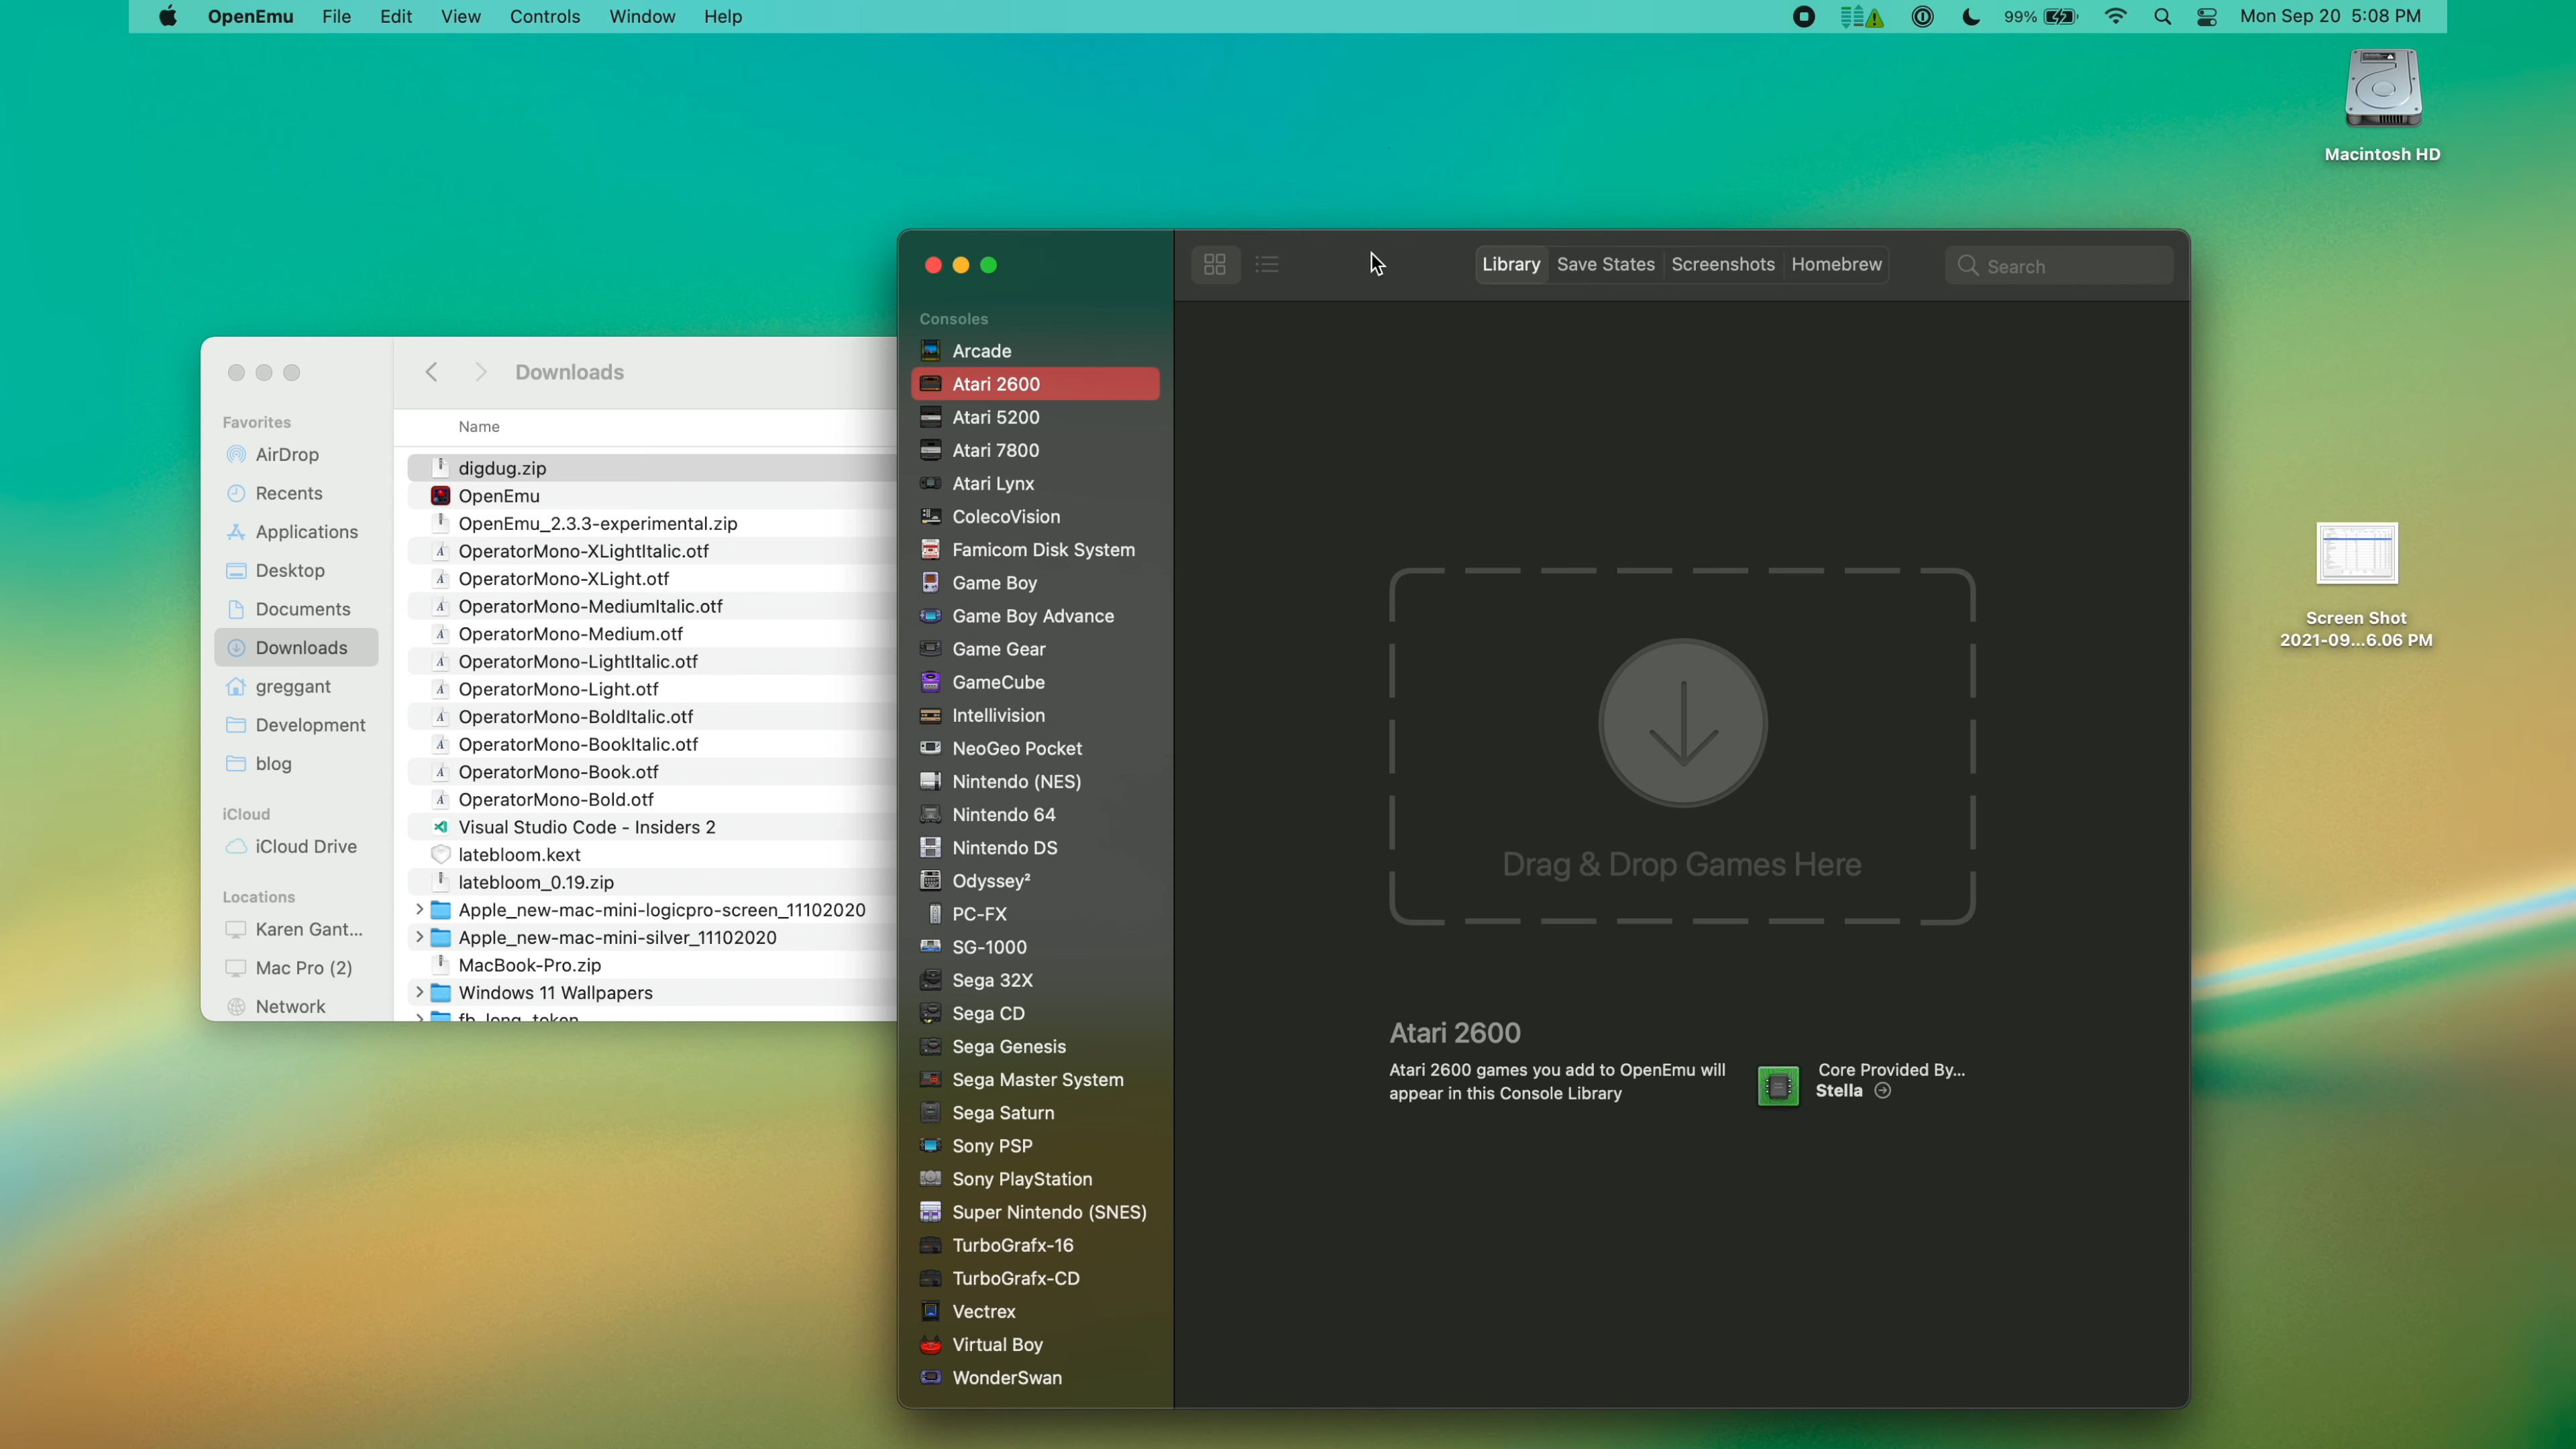 OpenEmu File Edit View Controls Window Help
99% Mon Sep 20 5:08 PM
Macintosh HD
Screen Shot
2021-09...6.06 PM
Downloads
Favorites
AirDrop
Recents
Applications
Desktop
Documents
Downloads
greggant
Development
blog
iCloud
iCloud Drive
Locations
Karen Gant...
Mac Pro (2)
Network
Name
digdug.zip
OpenEmu
OpenEmu_2.3.3-experimental.zip
OperatorMono-XLightItalic.otf
OperatorMono-XLight.otf
OperatorMono-MediumItalic.otf
OperatorMono-Medium.otf
OperatorMono-LightItalic.otf
OperatorMono-Light.otf
OperatorMono-BoldItalic.otf
OperatorMono-BookItalic.otf
OperatorMono-Book.otf
OperatorMono-Bold.otf
Visual Studio Code - Insiders 2
latebloom.kext
latebloom_0.19.zip
Apple_new-mac-mini-logicpro-screen_11102020
Apple_new-mac-mini-silver_11102020
MacBook-Pro.zip
Windows 11 Wallpapers
Library Save States Screenshots Homebrew
Search
Consoles
Arcade
Atari 2600
Atari 5200
Atari 7800
Atari Lynx
ColecoVision
Famicom Disk System
Game Boy
Game Boy Advance
Game Gear
GameCube
Intellivision
NeoGeo Pocket
Nintendo (NES)
Nintendo 64
Nintendo DS
Odyssey²
PC-FX
SG-1000
Sega 32X
Sega CD
Sega Genesis
Sega Master System
Sega Saturn
Sony PSP
Sony PlayStation
Super Nintendo (SNES)
TurboGrafx-16
TurboGrafx-CD
Vectrex
Virtual Boy
WonderSwan
Drag & Drop Games Here
Atari 2600
Atari 2600 games you add to OpenEmu will
appear in this Console Library
Core Provided By...
Stella